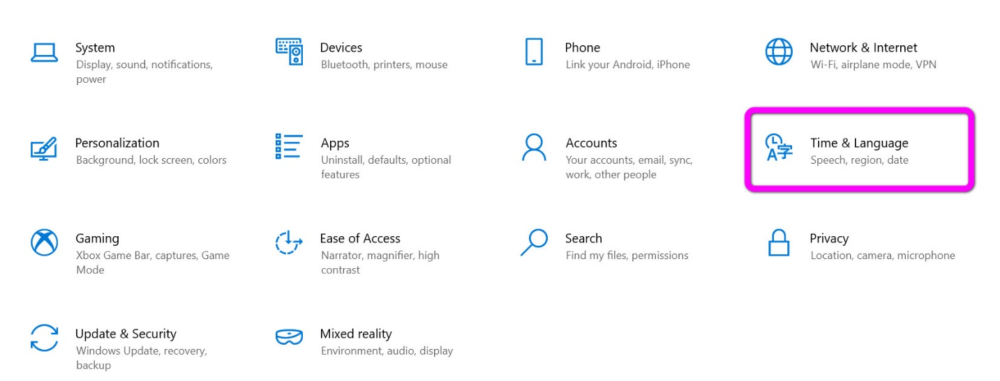 System
Display, sound, notifications,
power
Devices
Bluetooth, printers, mouse
Phone
Link your Android, iPhone
Network & Internet
Wi-Fi, airplane mode, VPN
Personalization
Background, lock screen, colors
Apps
Uninstall, defaults, optional
features
Accounts
Your accounts, email, sync,
work, other people
Time & Language
Speech, region, date
Gaming
Xbox Game Bar, captures, Game
Mode
Ease of Access
Narrator, magnifier, high
contrast
Search
Find my files, permissions
Privacy
Location, camera, microphone
Update & Security
Windows Update, recovery,
backup
Mixed reality
Environment, audio, display